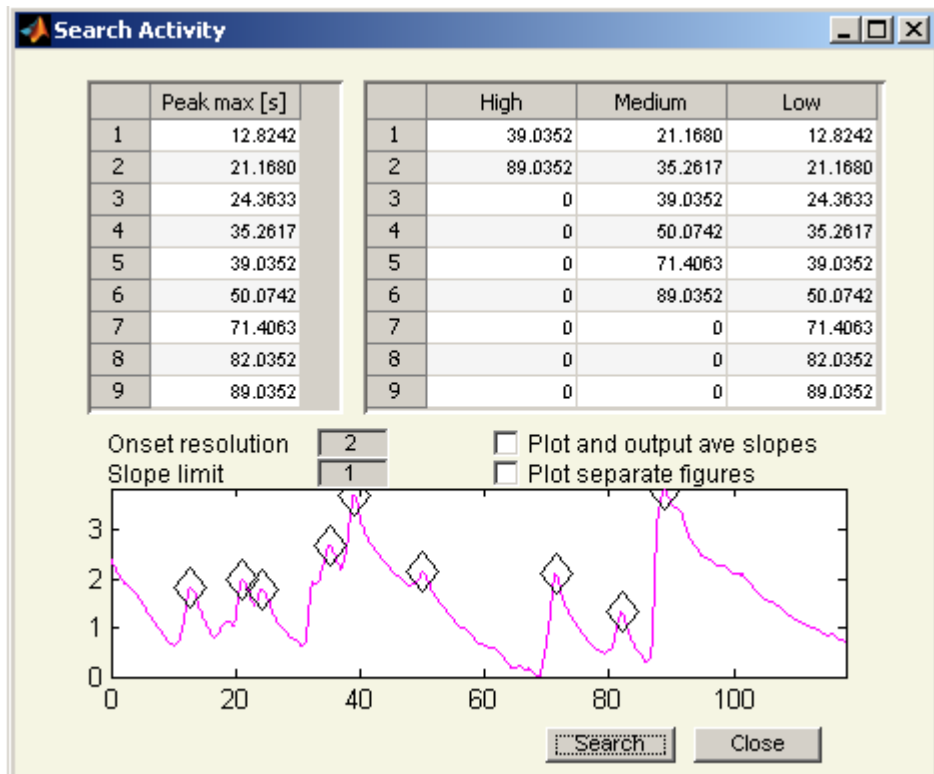 Search Activity
Peak max [s] High Medium Low
1 12.8242 1 39.0352 21.1680 12.8242
2 21.1680 2 89.0352 35.2617 21.1680
3 24.3633 3 0 39.0352 24.3633
4 35.2617 4 0 50.0742 35.2617
5 39.0352 5 0 71.4063 39.0352
6 50.0742 6 0 89.0352 50.0742
7 71.4063 7 0 0 71.4063
8 82.0352 8 0 0 82.0352
9 89.0352 9 0 0 89.0352
Onset resolution 2 Plot and output ave slopes
Slope limit 1 Plot separate figures
3
2
1
0
0 20 40 60 80 100
Search Close